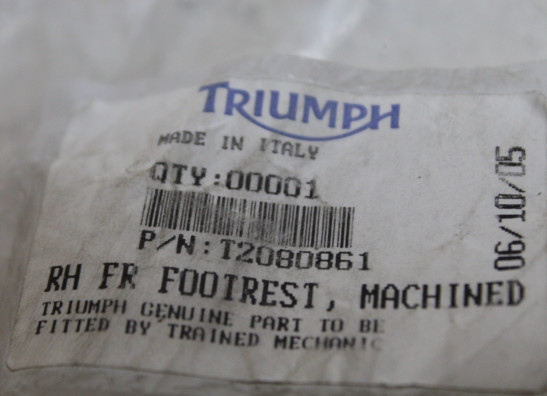 TRIUMPH
MADE IN ITALY
QTY:00001
P/N:T2080861
RH FR FOOTREST, MACHINED
TRIUMPH GENUINE PART TO BE
FITTED BY TRAINED MECHANIC
06/10/05